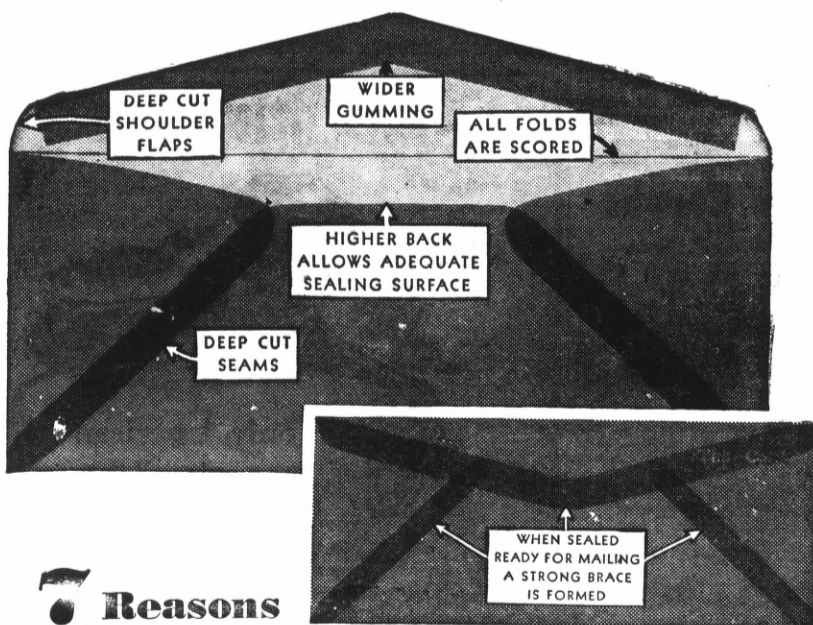 DEEP CUT
SHOULDER
FLAPS
WIDER
GUMMING
ALL FOLDS
ARE SCORED
HIGHER BACK
ALLOWS ADEQUATE
SEALING SURFACE
DEEP CUT
SEAMS
WHEN SEALED
READY FOR MAILING
A STRONG BRACE
IS FORMED
7 Reasons